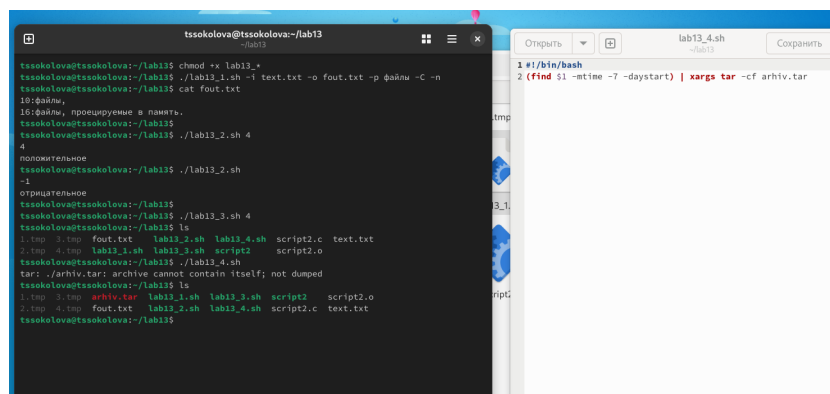 tssokolova@tssokolova:~/lab13
~/lab13
tssokolova@tssokolova:~/lab13$ chmod +x lab13_*
tssokolova@tssokolova:~/lab13$ ./lab13_1.sh -i text.txt -o fout.txt -p файлы -C -n
tssokolova@tssokolova:~/lab13$ cat fout.txt
10:файлы,
16:файлы, проецируемые в память.
tssokolova@tssokolova:~/lab13$
tssokolova@tssokolova:~/lab13$ ./lab13_2.sh 4
4
положительное
tssokolova@tssokolova:~/lab13$ ./lab13_2.sh
-1
отрицательное
tssokolova@tssokolova:~/lab13$
tssokolova@tssokolova:~/lab13$ ./lab13_3.sh 4
tssokolova@tssokolova:~/lab13$ ls
1.tmp 3.tmp fout.txt lab13_2.sh lab13_4.sh script2.c text.txt
2.tmp 4.tmp lab13_1.sh lab13_3.sh script2 script2.o
tssokolova@tssokolova:~/lab13$ ./lab13_4.sh
tar: ./arhiv.tar: archive cannot contain itself; not dumped
tssokolova@tssokolova:~/lab13$ ls
1.tmp 3.tmp arhiv.tar lab13_1.sh lab13_3.sh script2 script2.o
2.tmp 4.tmp fout.txt lab13_2.sh lab13_4.sh script2.c text.txt
tssokolova@tssokolova:~/lab13$
.tmp
13_1.
ript2
Открыть lab13_4.sh Сохранить
~/lab13
1 #!/bin/bash
2 (find $1 -mtime -7 -daystart) | xargs tar -cf arhiv.tar